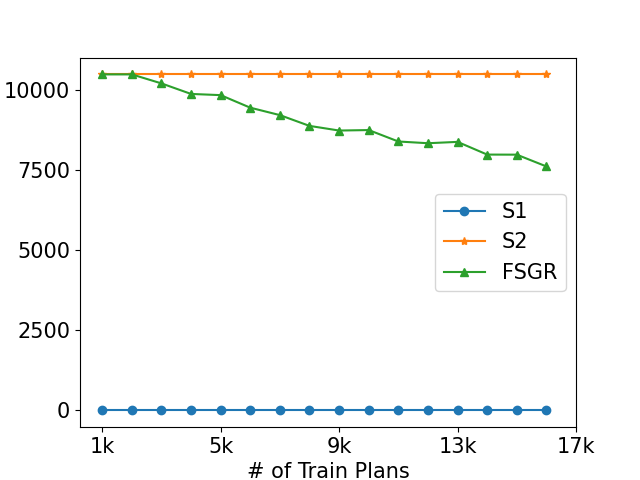 10000
7500
5000
2500
0
S1
S2
FSGR
1k 5k 9k 13k 17k
# of Train Plans